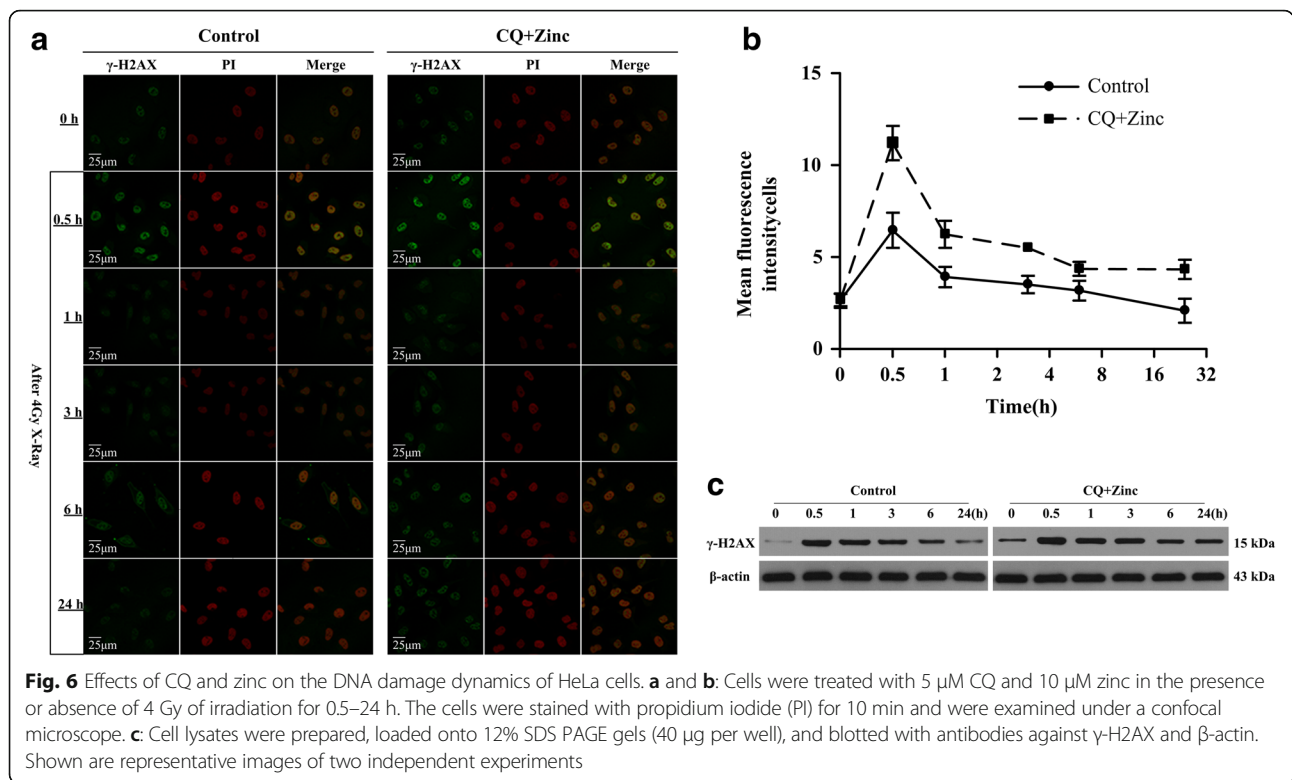 a
Control
CQ+Zinc
γ-H2AX PI Merge
γ-H2AX PI Merge
0 h
25μm
25μm
After 4Gy X-Ray
0.5 h
25μm
25μm
1 h
25μm
25μm
3 h
25μm
25μm
6 h
25μm
25μm
24 h
25μm
25μm
b
Mean fluorescence
intensitycells
15
10
5
0
0 0.5 1 2 4 8 16 32
Time(h)
Control
CQ+Zinc
c
Control
CQ+Zinc
0 0.5 1 3 6 24(h)
0 0.5 1 3 6 24(h)
γ-H2AX
15 kDa
β-actin
43 kDa
Fig. 6 Effects of CQ and zinc on the DNA damage dynamics of HeLa cells. a and b: Cells were treated with 5 μM CQ and 10 μM zinc in the presence
or absence of 4 Gy of irradiation for 0.5–24 h. The cells were stained with propidium iodide (PI) for 10 min and were examined under a confocal
microscope. c: Cell lysates were prepared, loaded onto 12% SDS PAGE gels (40 μg per well), and blotted with antibodies against γ-H2AX and β-actin.
Shown are representative images of two independent experiments